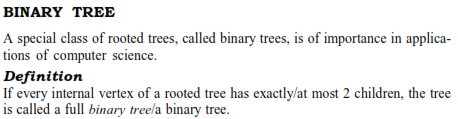 BINARY TREE
A special class of rooted trees, called binary trees, is of importance in applica-
tions of computer science.
Definition
If every internal vertex of a rooted tree has exactly/at most 2 children, the tree
is called a full binary tree/a binary tree.